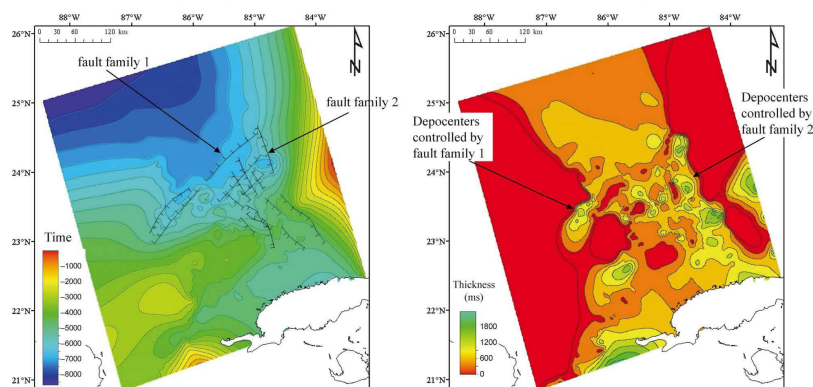 87°W 86°W 85°W 84°W
26°N
0 30 60 90 120
km
N
fault family 1
fault family 2
25°N
24°N
23°N
22°N
21°N
Time
0
-1000
-2000
-3000
-4000
-5000
-6000
-7000
-8000
87°W 86°W 85°W 84°W
26°N
0 30 60 90 120
km
N
25°N
Depocenters
controlled by
fault family 1
Depocenters
controlled by
fault family 2
24°N
23°N
22°N
21°N
Thickness
(ms)
1800
1200
600
0